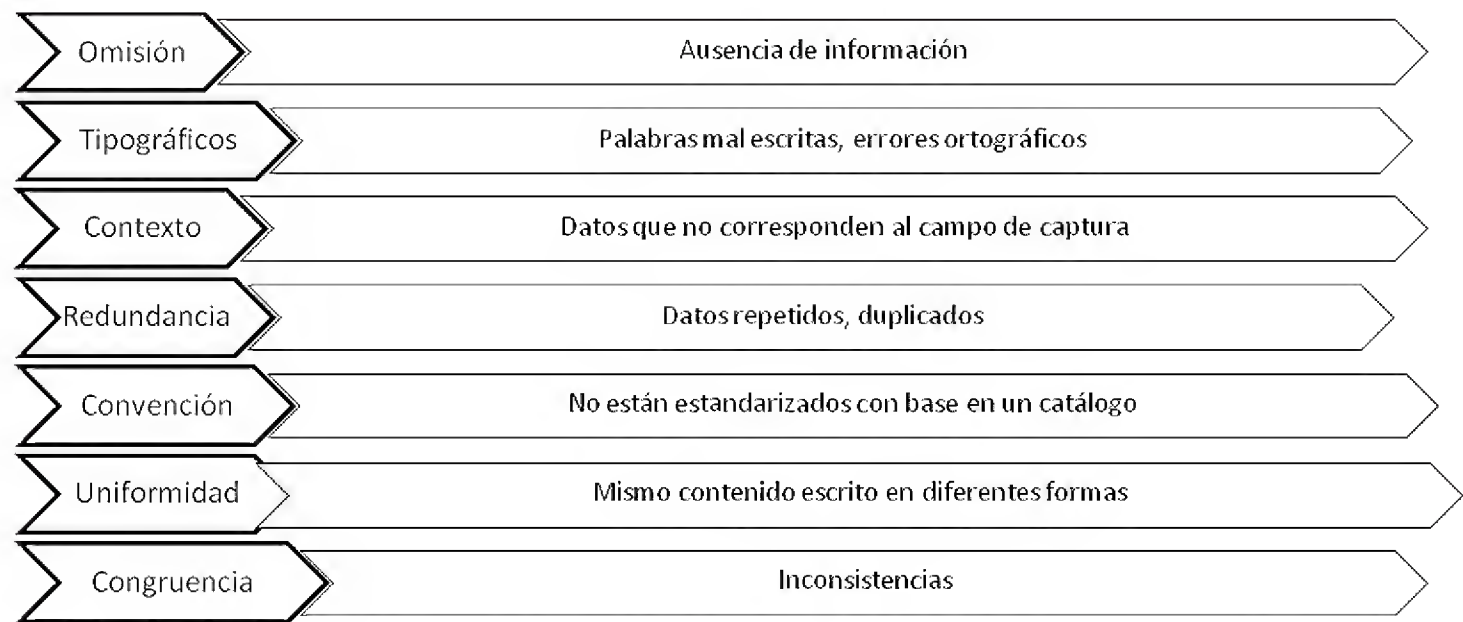 Omisión
Ausencia de información
Tipográficos
Palabras mal escritas, errores ortográficos
Contexto
Datos que no corresponden al campo de captura
Redundancia
Datos repetidos, duplicados
Convención
No están estandarizados con base en un catálogo
Uniformidad
Mismo contenido escrito en diferentes formas
Congruencia
Inconsistencias